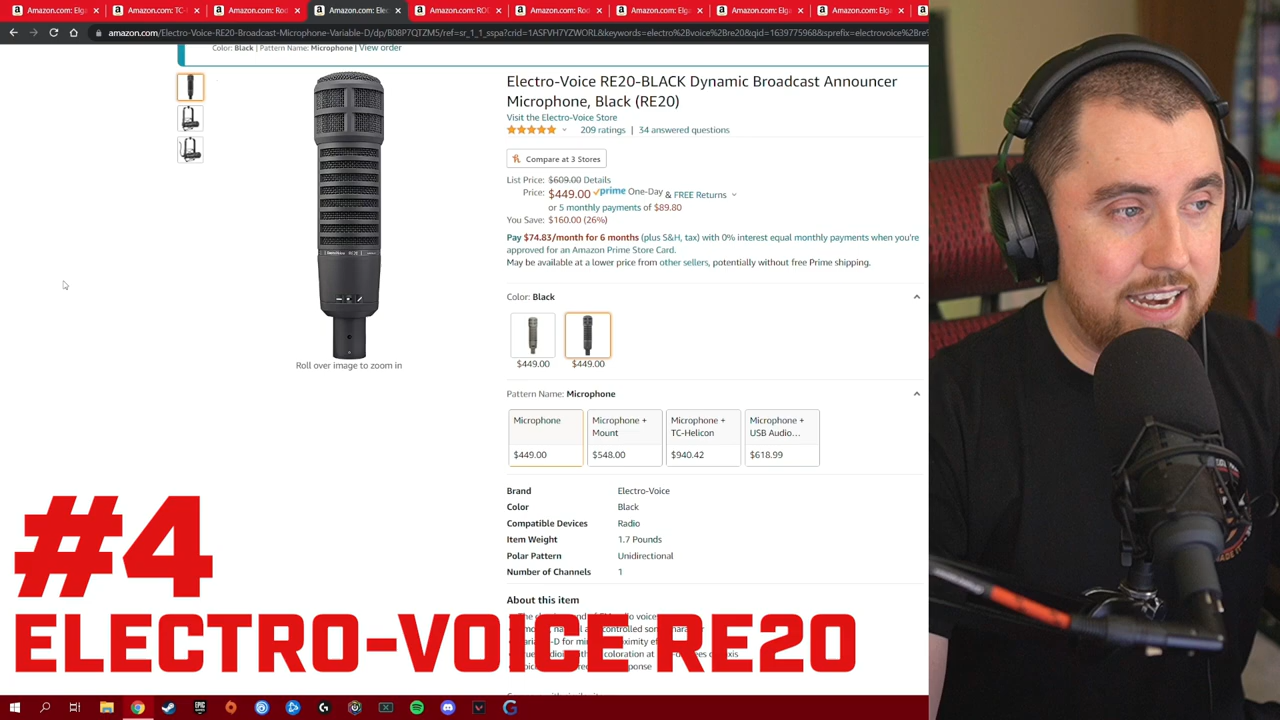 Amazon.com: Elg
Amazon.com: TC-
Amazon.com: Rod
Amazon.com: Elec
Amazon.com: ROD
Amazon.com: Rod
Amazon.com: Elga
Amazon.com: Elg
Amazon.com: Elga
amazon.com/Electro-Voice-RE20-Broadcast-Microphone-Variable-D/dp/B08P7QTZM5/ref=sr_1_1_sspa?crid=1ASFVH7YZWORL&keywords=electro%2Bvoice%2Bre20&qid=1639775968&sprefix=electrovoice%2Bre%
Color: Black | Pattern Name: Microphone | View order
Electro-Voice RE20-BLACK Dynamic Broadcast Announcer
Microphone, Black (RE20)
Visit the Electro-Voice Store
209 ratings | 34 answered questions
Compare at 3 Stores
List Price: $609.00 Details
Price: $449.00 prime One-Day & FREE Returns
or 5 monthly payments of $89.80
You Save: $160.00 (26%)
Pay $74.83/month for 6 months (plus S&H, tax) with 0% interest equal monthly payments when you're
approved for an Amazon Prime Store Card.
May be available at a lower price from other sellers, potentially without free Prime shipping.
Color: Black
$449.00 $449.00
Roll over image to zoom in
Pattern Name: Microphone
Microphone
$449.00
Microphone +
Mount
$548.00
Microphone +
TC-Helicon
$940.42
Microphone +
USB Audio...
$618.99
Brand Electro-Voice
Color Black
Compatible Devices Radio
Item Weight 1.7 Pounds
Polar Pattern Unidirectional
Number of Channels 1
About this item
#4
ELECTRO-VOICE RE20